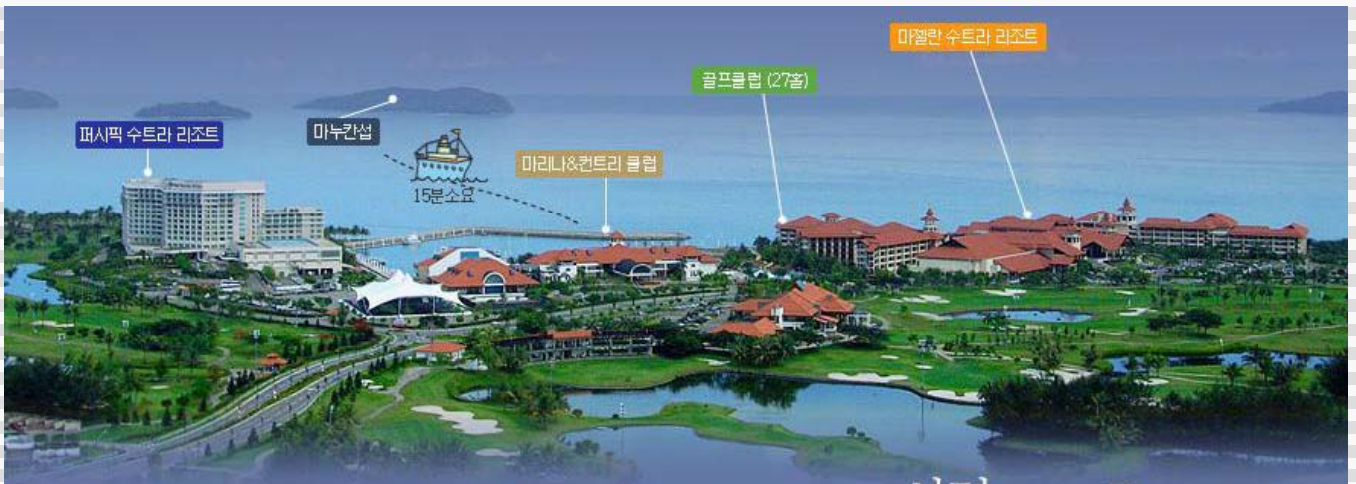 마젤란 수트라 리조트
골프클럽 (27홀)
퍼시픽 수트라 리조트
마누칸섬
마리나&컨트리 클럽
15분소요